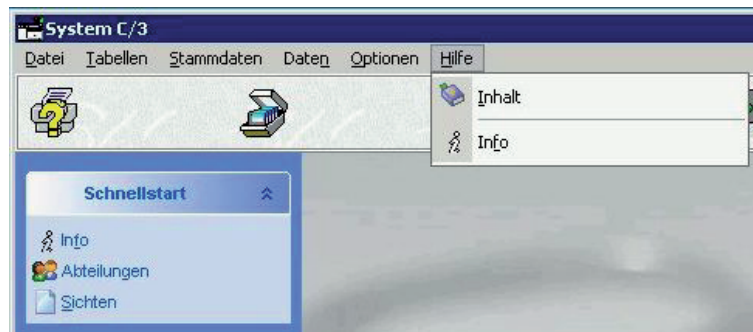 System C/3
Datei Tabellen Stammdaten Daten Optionen Hilfe
Inhalt
Info
Schnellstart
Info
Abteilungen
Sichten